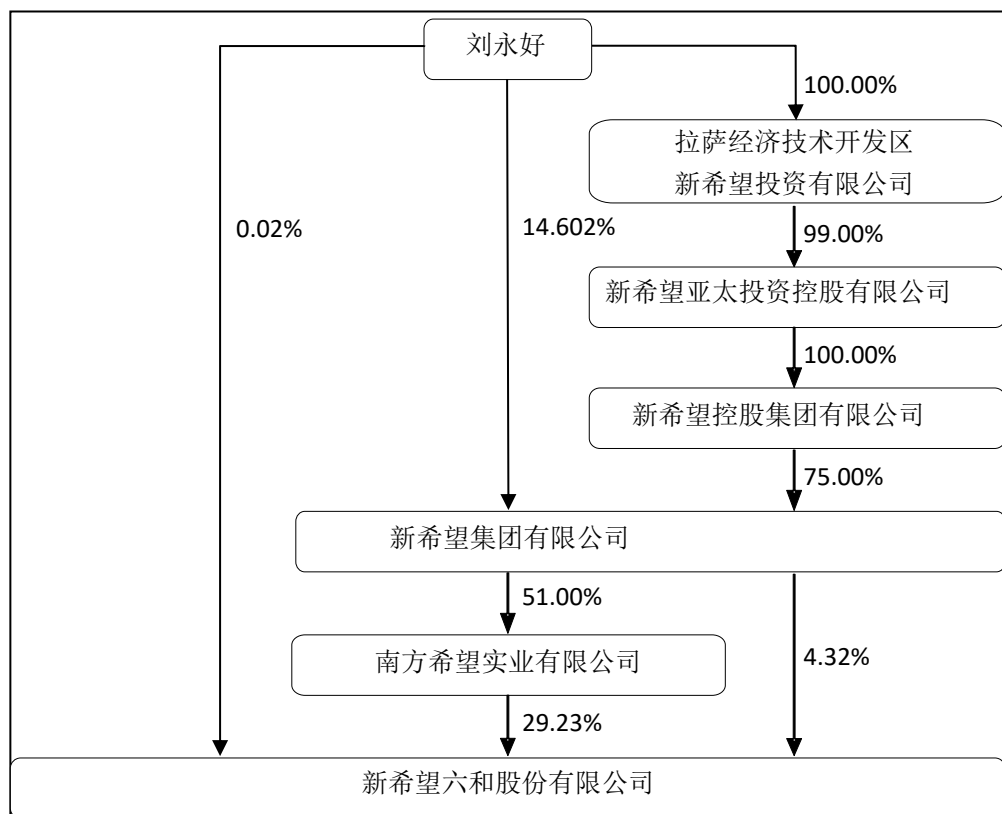 刘永好
100.00%
拉萨经济技术开发区
新希望投资有限公司
0.02%
14.602%
99.00%
新希望亚太投资控股有限公司
100.00%
新希望控股集团有限公司
75.00%
新希望集团有限公司
51.00%
南方希望实业有限公司
4.32%
29.23%
新希望六和股份有限公司